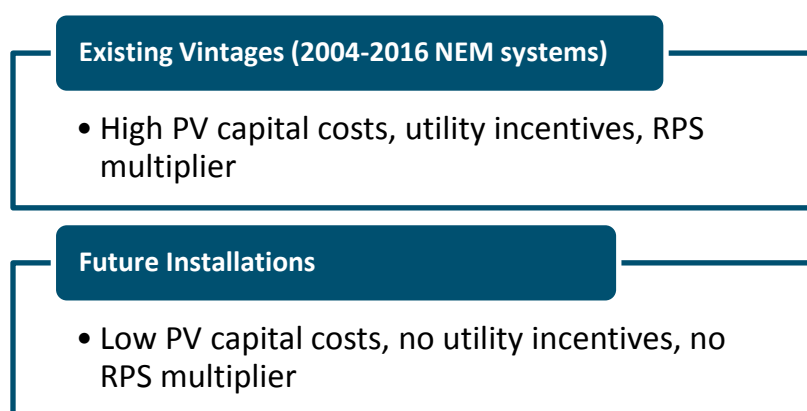 Existing Vintages (2004-2016 NEM systems)
• High PV capital costs, utility incentives, RPS
multiplier
Future Installations
• Low PV capital costs, no utility incentives, no
RPS multiplier